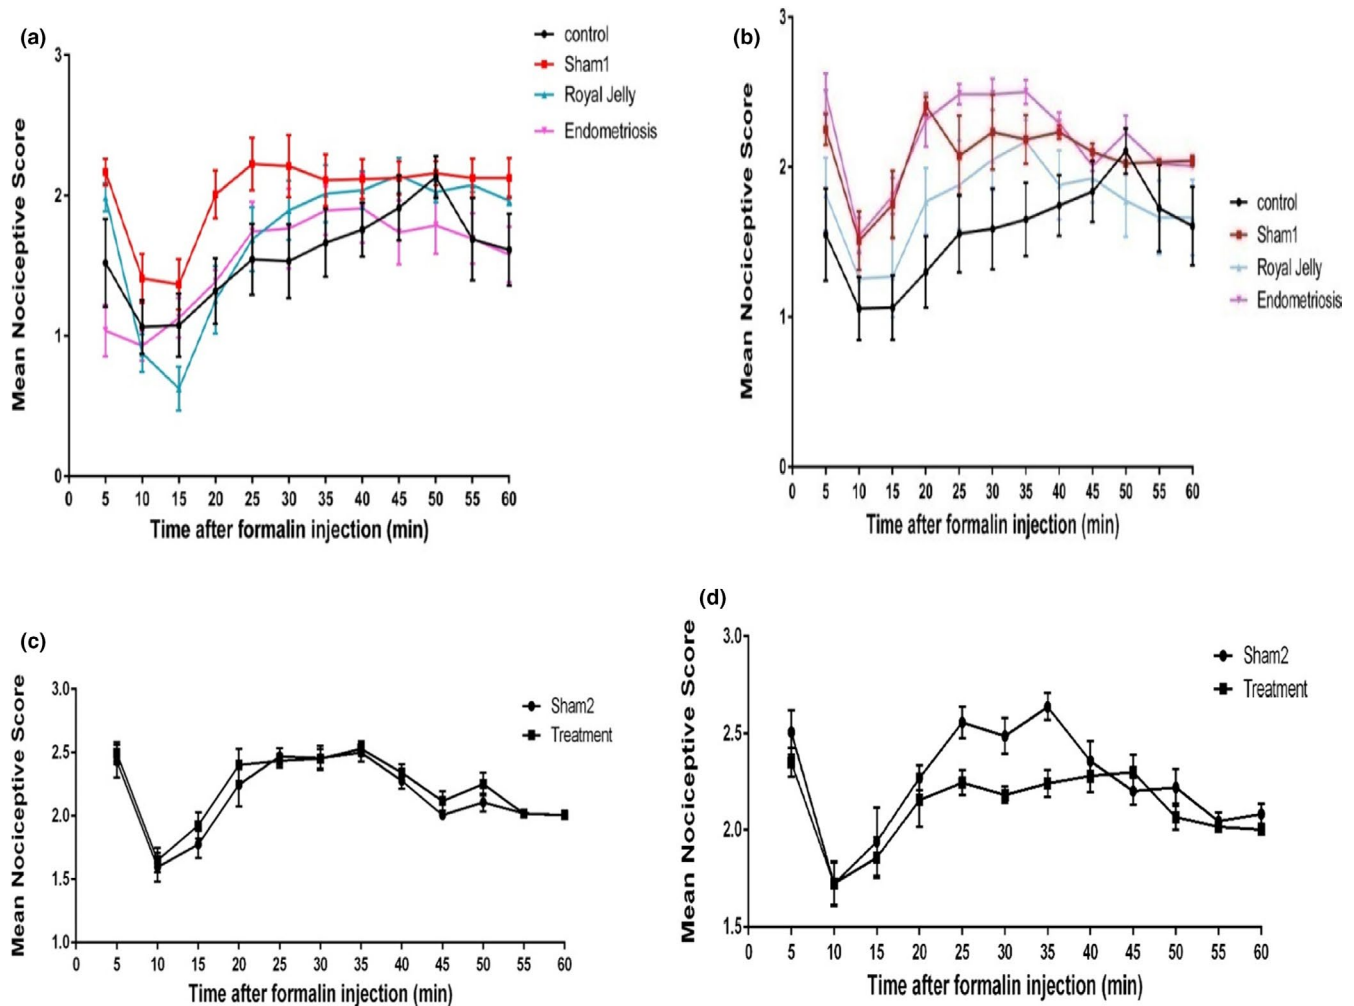 (a)
control
Sham1
Royal Jelly
Endometriosis
Mean Nociceptive Score
3
2
1
0
0 5 10 15 20 25 30 35 40 45 50 55 60
Time after formalin injection (min)
(b)
control
Sham1
Royal Jelly
Endometriosis
Mean Nociceptive Score
3
2
1
0
0 5 10 15 20 25 30 35 40 45 50 55 60
Time after formalin injection (min)
(c)
Sham2
Treatment
Mean Nociceptive Score
3.0
2.5
2.0
1.5
1.0
0 5 10 15 20 25 30 35 40 45 50 55 60
Time after formalin injection (min)
(d)
Sham2
Treatment
Mean Nociceptive Score
3.0
2.5
2.0
1.5
0 5 10 15 20 25 30 35 40 45 50 55 60
Time after formalin injection (min)